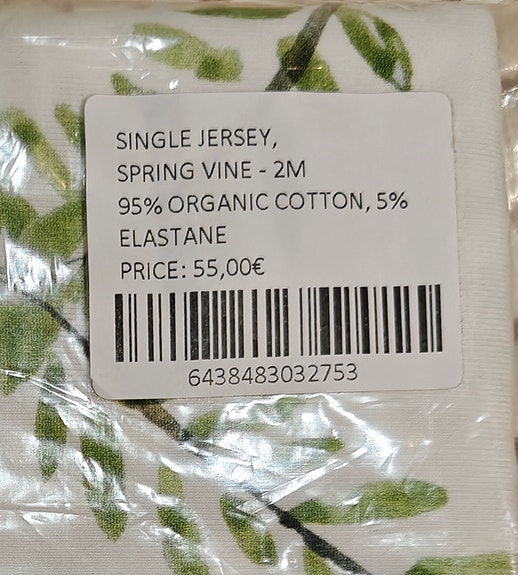 SINGLE JERSEY,
SPRING VINE - 2M
95% ORGANIC COTTON, 5%
ELASTANE
PRICE: 55,00€
6438483032753